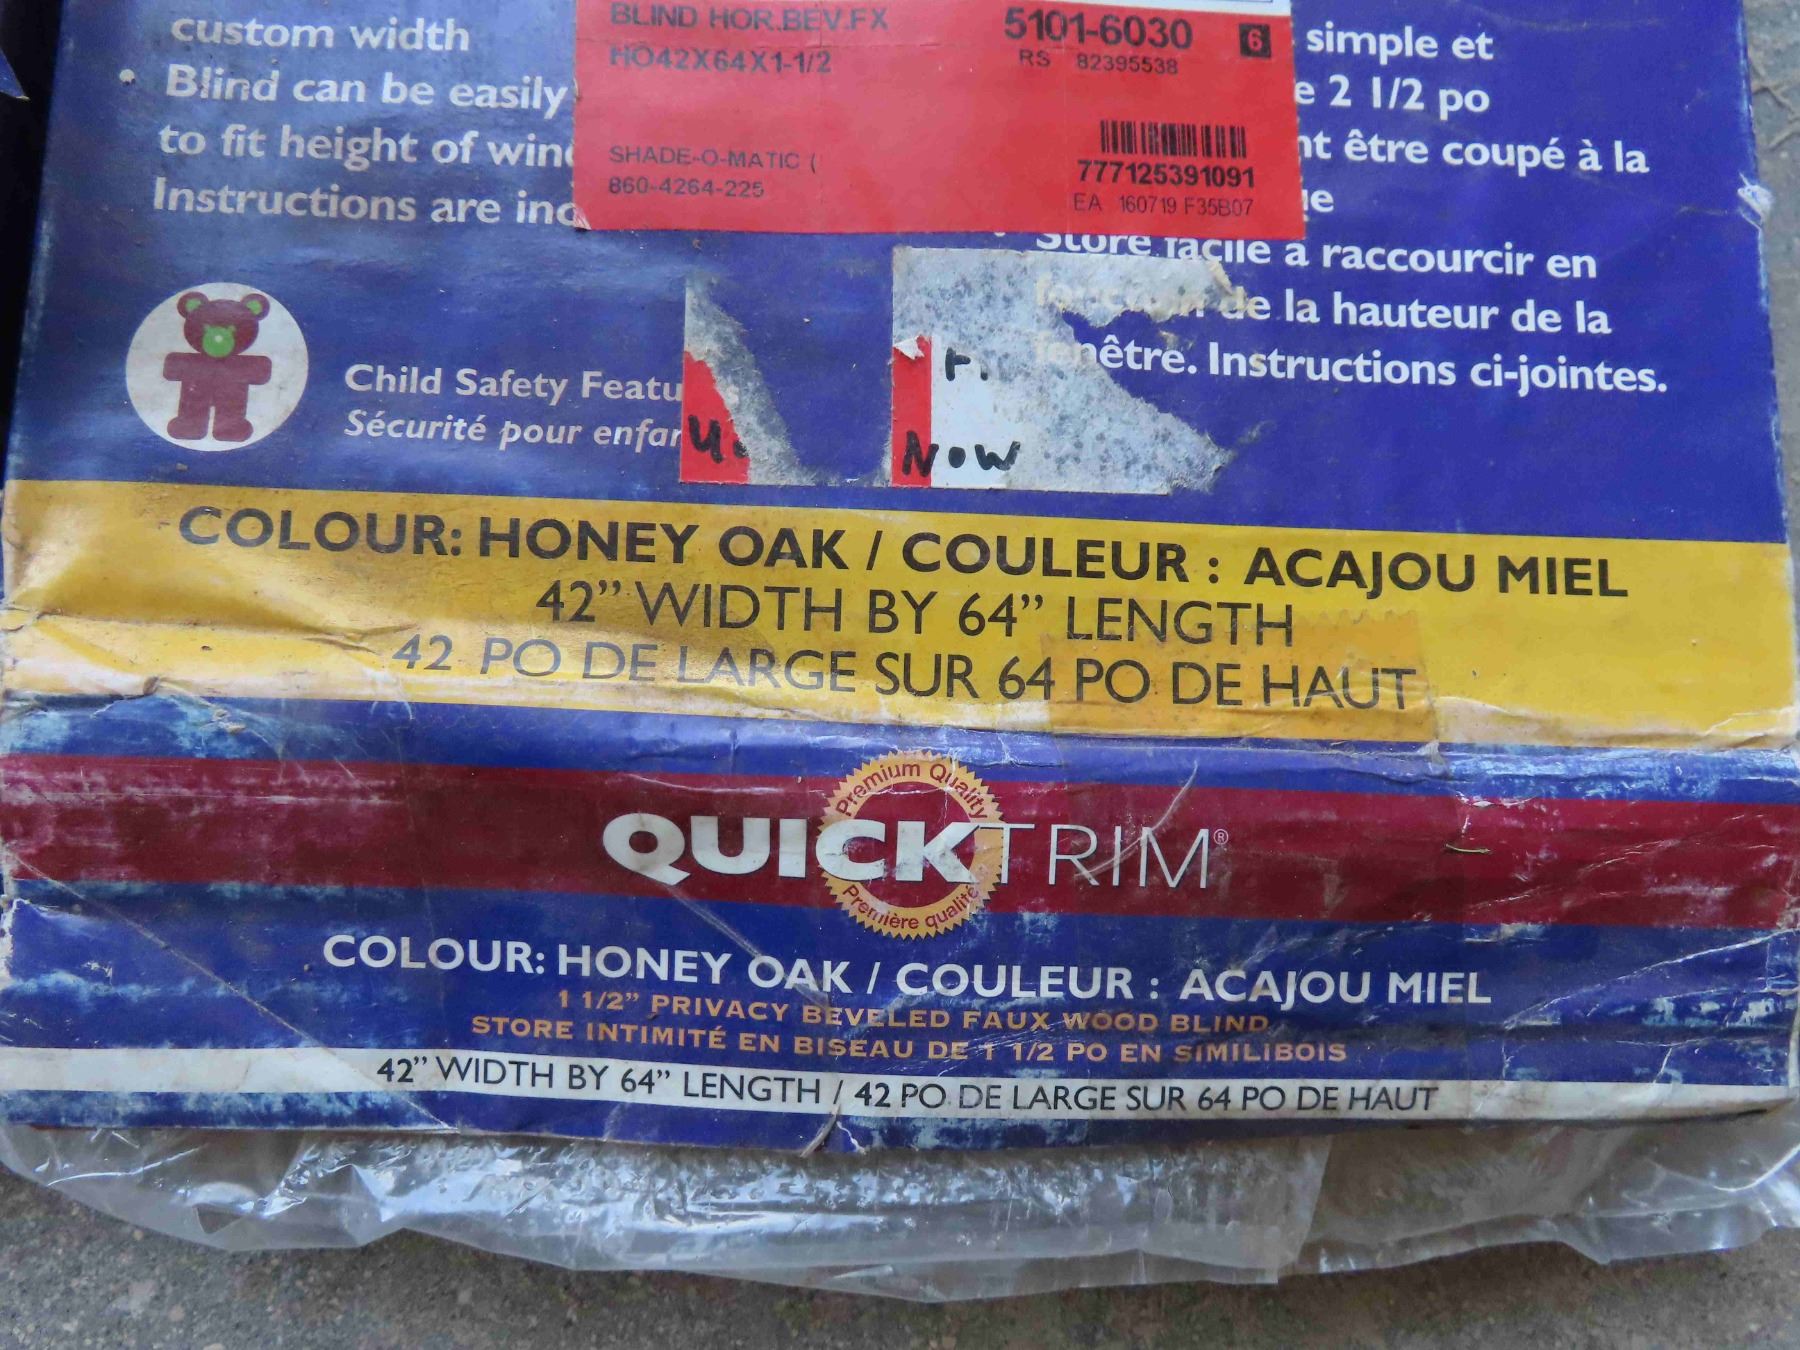 custom width
• Blind can be easily
to fit height of
Instructions are
BLIND HOR.BEV.FX
HO42X64X1-1/2
5101-6030
6
RS 82395538
SHADE-O-MATIC (
860-4264-225
777125391091
EA 160719 F35B07
simple et
2 1/2 po
être coupé à la
Store facile à raccourcir en
de la hauteur de la
fenêtre. Instructions ci-jointes.
Child Safety
Sécurité pour
Now
COLOUR: HONEY OAK / COULEUR : ACAJOU MIEL
42” WIDTH BY 64” LENGTH
42 PO DE LARGE SUR 64 PO DE HAUT
Premium Quality
QUICKTRIM®
Première qualité
COLOUR: HONEY OAK / COULEUR : ACAJOU MIEL
1 1/2” PRIVACY BEVELED FAUX WOOD BLIND
STORE INTIMITÉ EN BISEAU DE 1 1/2 PO EN SIMILIBOIS
42” WIDTH BY 64” LENGTH / 42 PO DE LARGE SUR 64 PO DE HAUT